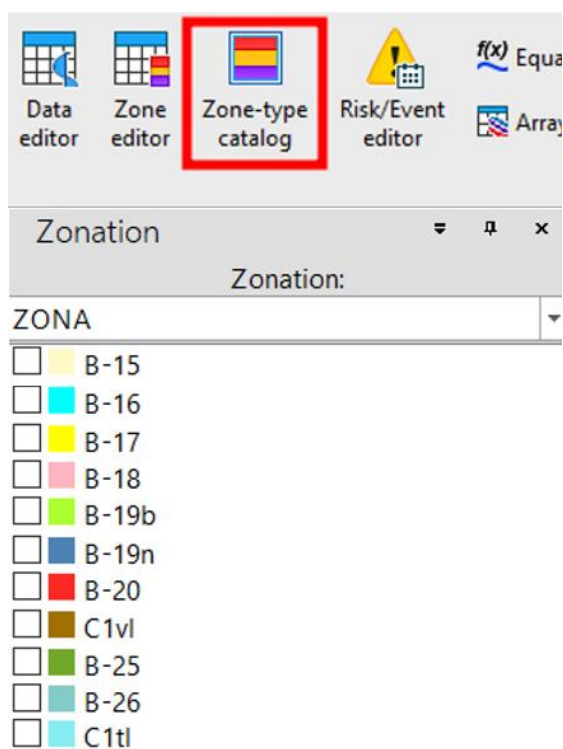 Data editor
Zone editor
Zone-type catalog
Risk/Event editor
f(x) Equa
Array
Zonation
Zonation:
ZONA
B-15
B-16
B-17
B-18
B-19b
B-19n
B-20
C1vl
B-25
B-26
C1tl